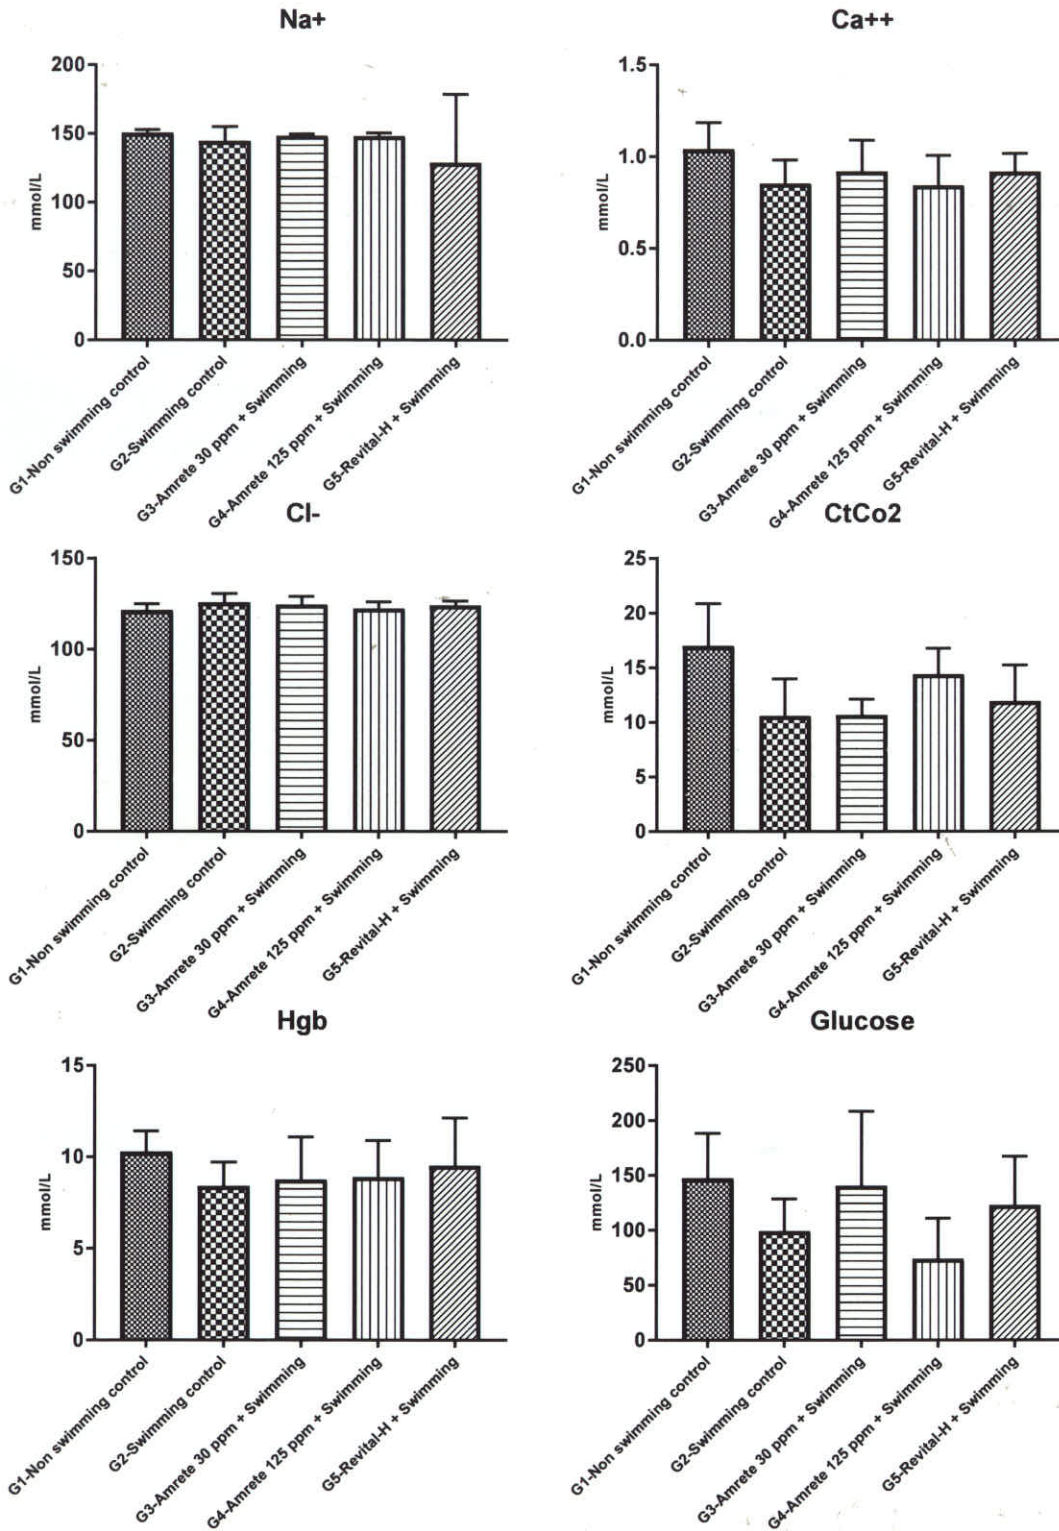 Na+
200
150
100
50
0
mmol/L
G1-Non swimming control
G2-Swimming control
G3-Amrete 30 ppm + Swimming
G4-Amrete 125 ppm + Swimming
G5-Revital-H + Swimming
Ca++
1.5
1.0
0.5
0.0
mmol/L
G1-Non swimming control
G2-Swimming control
G3-Amrete 30 ppm + Swimming
G4-Amrete 125 ppm + Swimming
G5-Revital-H + Swimming
Cl-
150
100
50
0
mmol/L
G1-Non swimming control
G2-Swimming control
G3-Amrete 30 ppm + Swimming
G4-Amrete 125 ppm + Swimming
G5-Revital-H + Swimming
CtCo2
25
20
15
10
5
0
mmol/L
G1-Non swimming control
G2-Swimming control
G3-Amrete 30 ppm + Swimming
G4-Amrete 125 ppm + Swimming
G5-Revital-H + Swimming
Hgb
15
10
5
0
mmol/L
G1-Non swimming control
G2-Swimming control
G3-Amrete 30 ppm + Swimming
G4-Amrete 125 ppm + Swimming
G5-Revital-H + Swimming
Glucose
250
200
150
100
50
0
mmol/L
G1-Non swimming control
G2-Swimming control
G3-Amrete 30 ppm + Swimming
G4-Amrete 125 ppm + Swimming
G5-Revital-H + Swimming